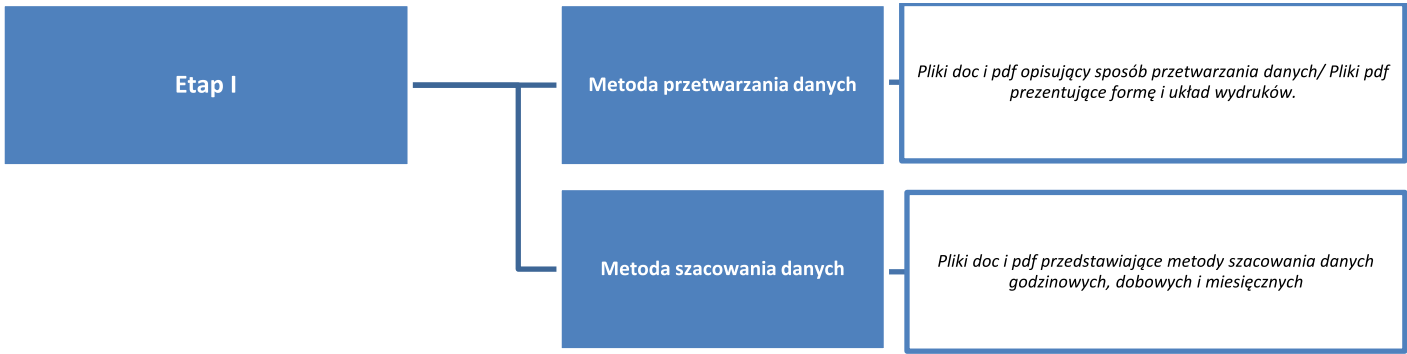 Etap I
Metoda przetwarzania danych
Pliki doc i pdf opisujący sposób przetwarzania danych/ Pliki pdf
prezentujące formę i układ wydruków.
Metoda szacowania danych
Pliki doc i pdf przedstawiające metody szacowania danych
godzinowych, dobowych i miesięcznych